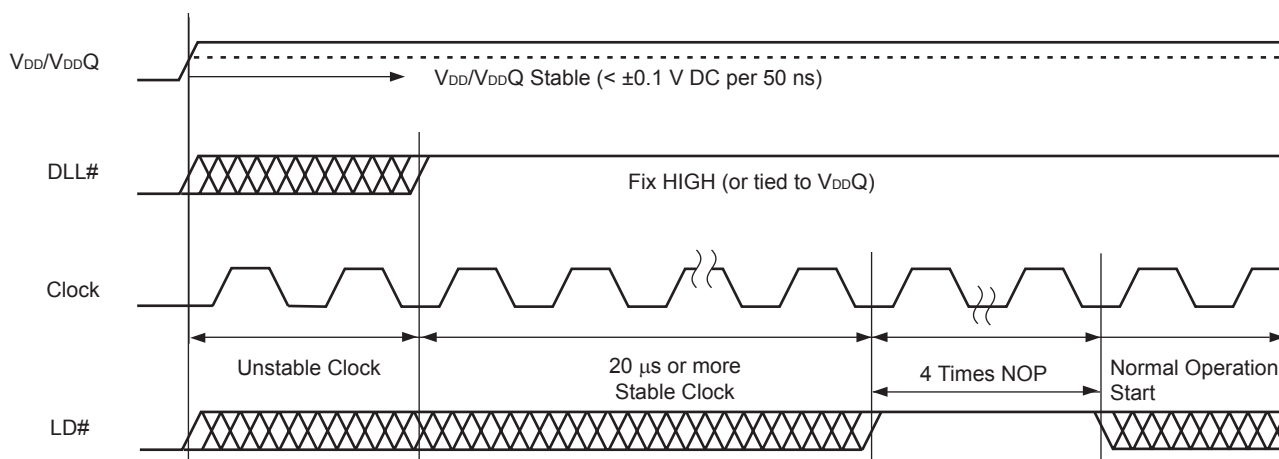 VDD/VDDQ
VDD/VDDQ Stable (< ±0.1 V DC per 50 ns)
DLL#
Fix HIGH (or tied to VDDQ)
Clock
Unstable Clock
20 μs or more
Stable Clock
4 Times NOP
Normal Operation
Start
LD#